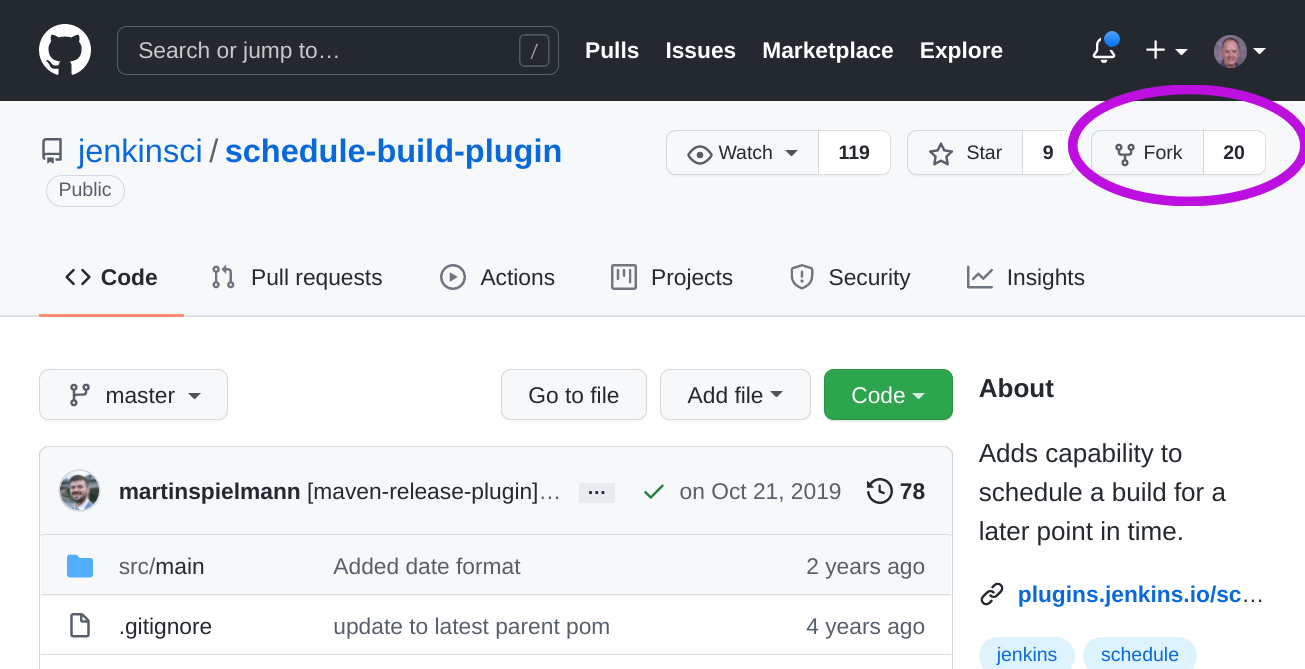 Search or jump to… / Pulls Issues Marketplace Explore
jenkinsci / schedule-build-plugin Watch 119 Star 9 Fork 20
Public
Code Pull requests Actions Projects Security Insights
master Go to file Add file Code
martinspielmann [maven-release-plugin]… … on Oct 21, 2019 78
src/main Added date format 2 years ago
.gitignore update to latest parent pom 4 years ago
About
Adds capability to
schedule a build for a
later point in time.
plugins.jenkins.io/sc…
jenkins schedule